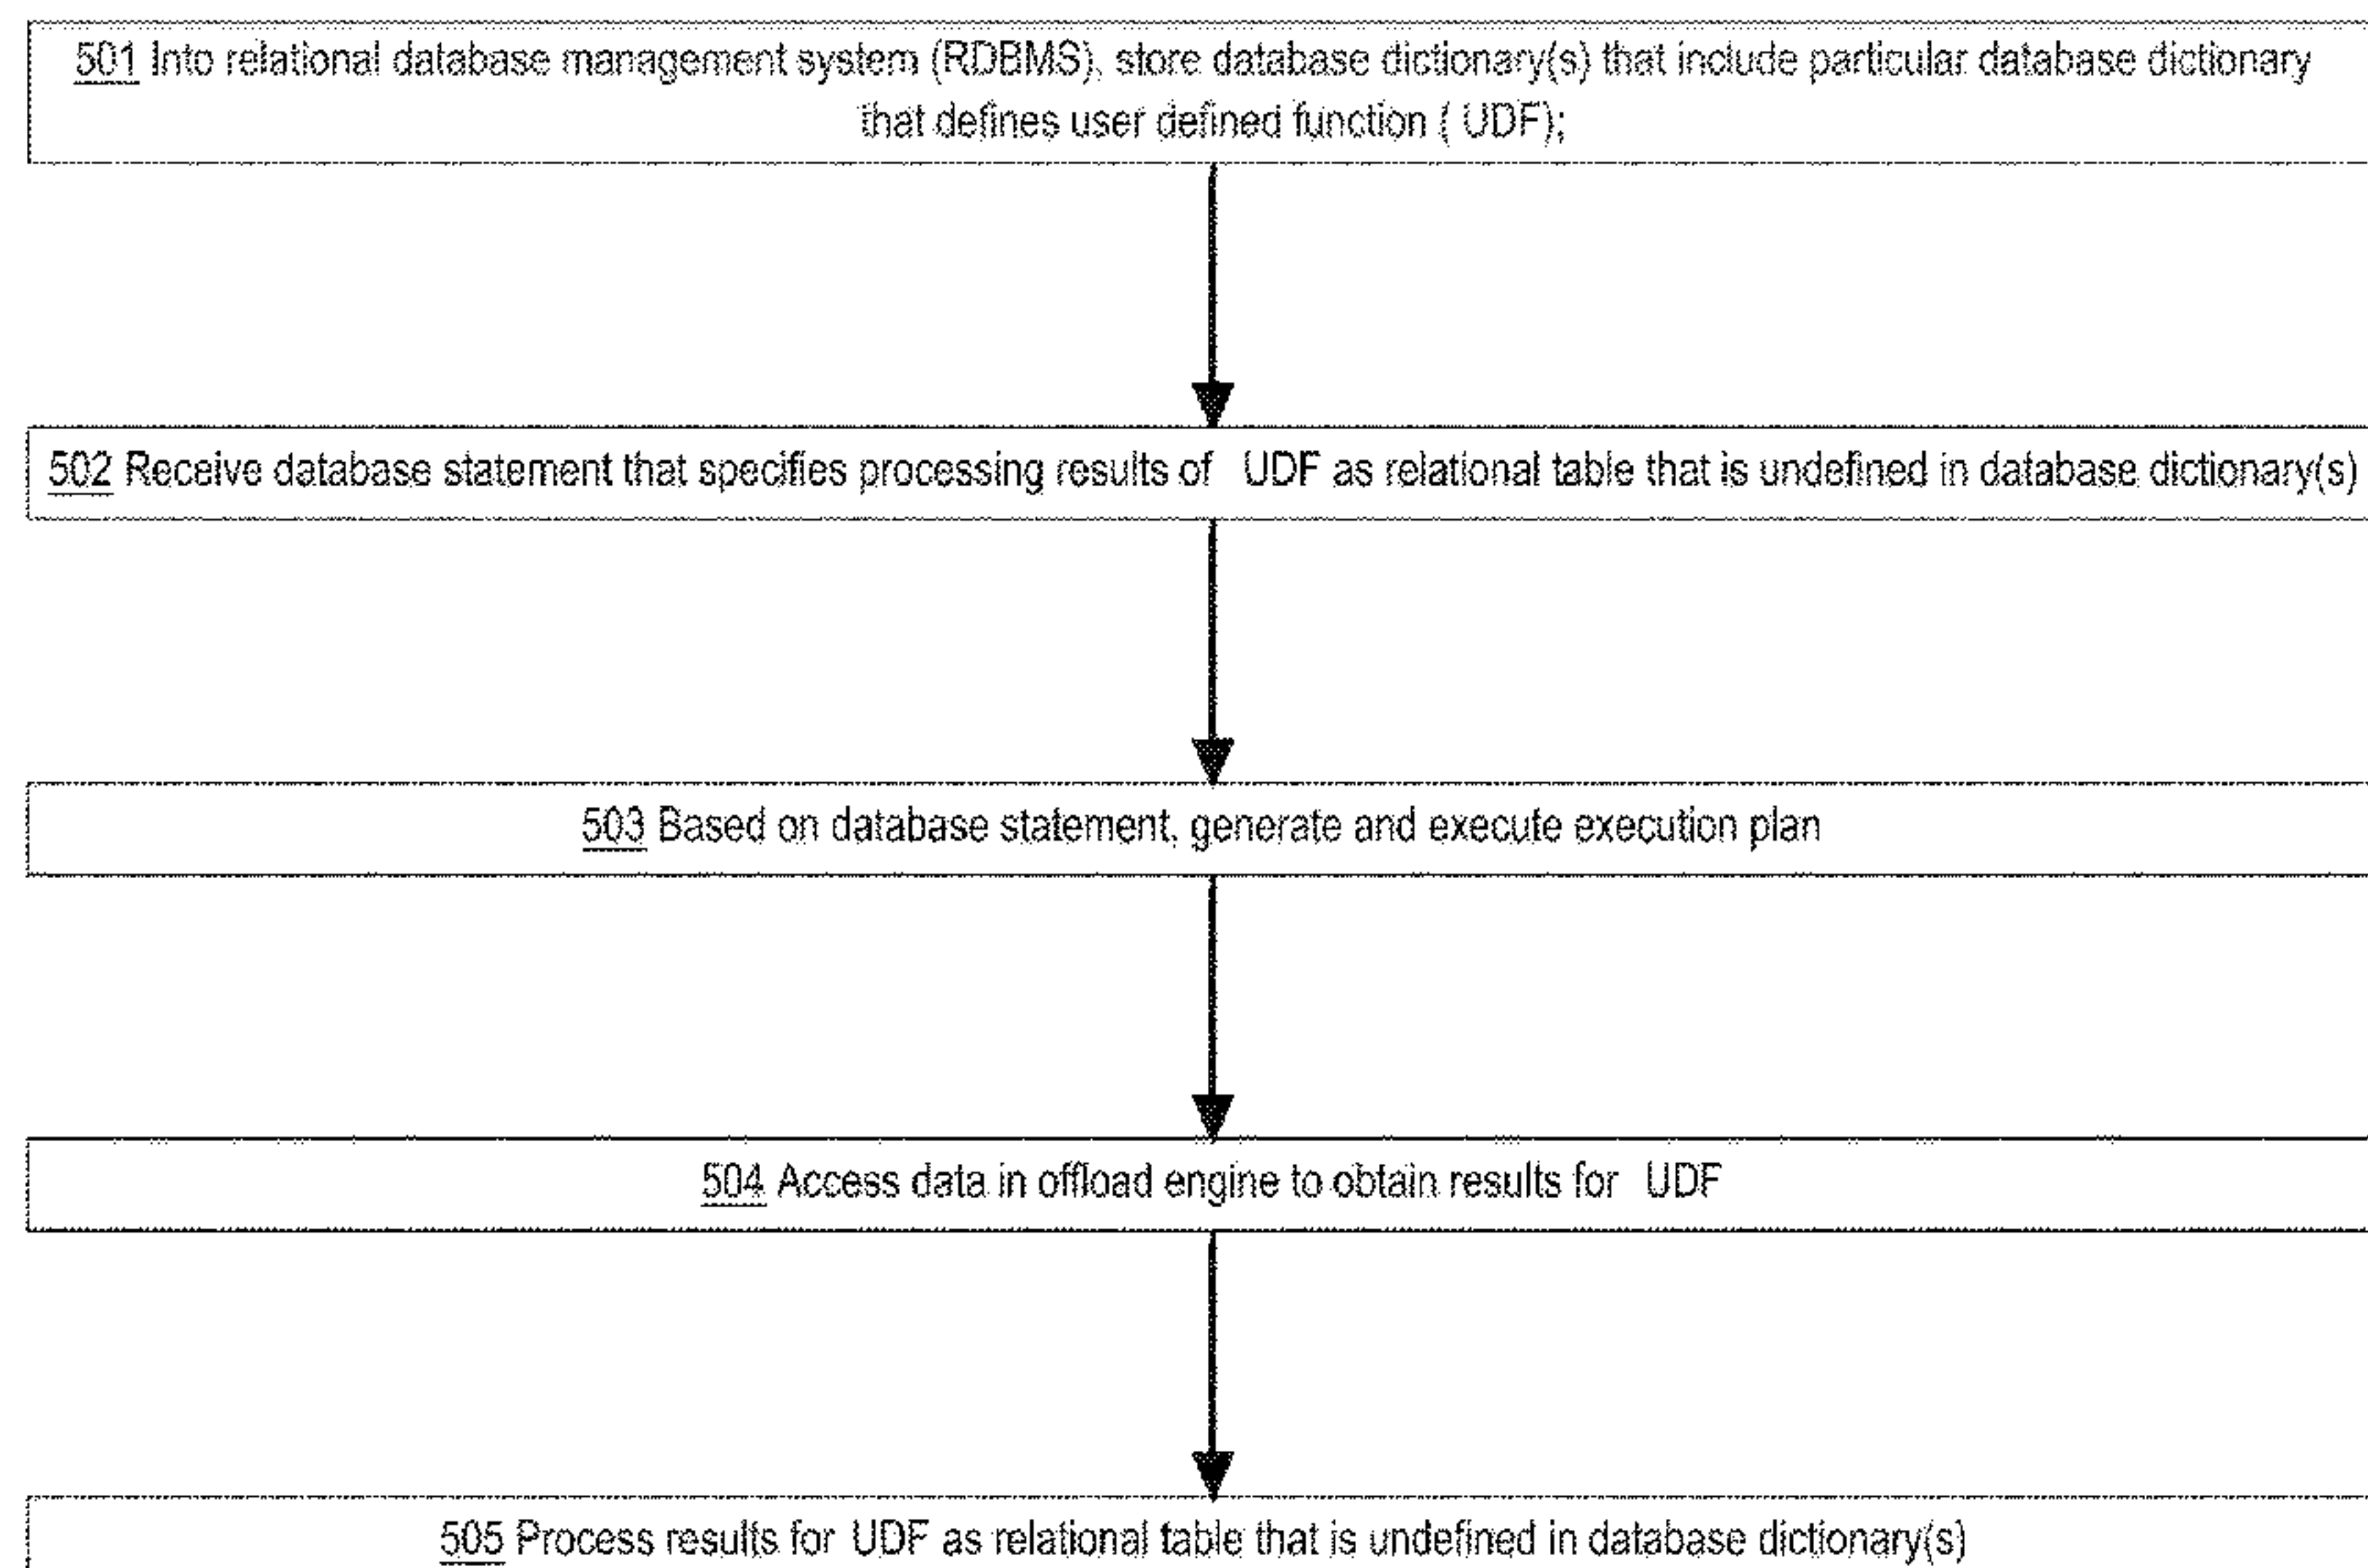 501 Into relational database management system (RDBMS), store database dictionary(s) that include particular database dictionary
that defines user defined function ( UDF);
502 Receive database statement that specifies processing results of UDF as relational table that is undefined in database dictionary(s)
503 Based on database statement, generate and execute execution plan
504 Access data in offload engine to obtain results for UDF
505 Process results for UDF as relational table that is undefined in database dictionary(s)